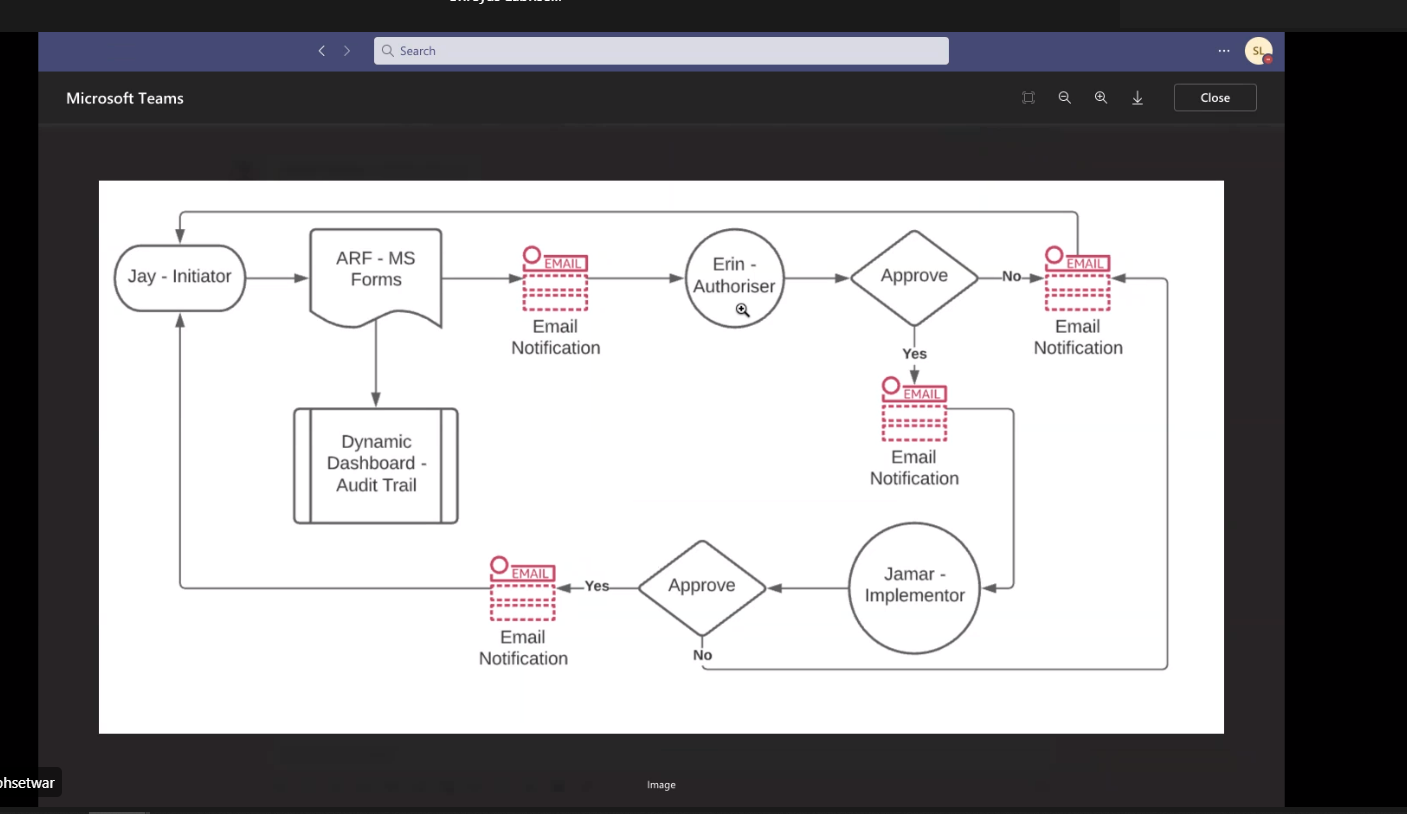 Search
SL
Microsoft Teams
Close
Jay - Initiator
ARF - MS
Forms
EMAIL
Email
Notification
Erin -
Authoriser
Approve
No
EMAIL
Email
Notification
Yes
EMAIL
Email
Notification
Dynamic
Dashboard -
Audit Trail
Jamar -
Implementor
Approve
Yes
No
EMAIL
Email
Notification
ohsetwar
Image